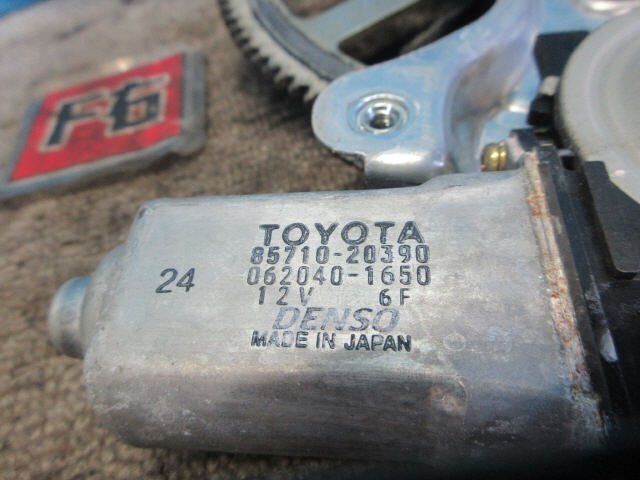 F6
TOYOTA
85710-20390
24
062040-1650
12V 6F
DENSO
MADE IN JAPAN